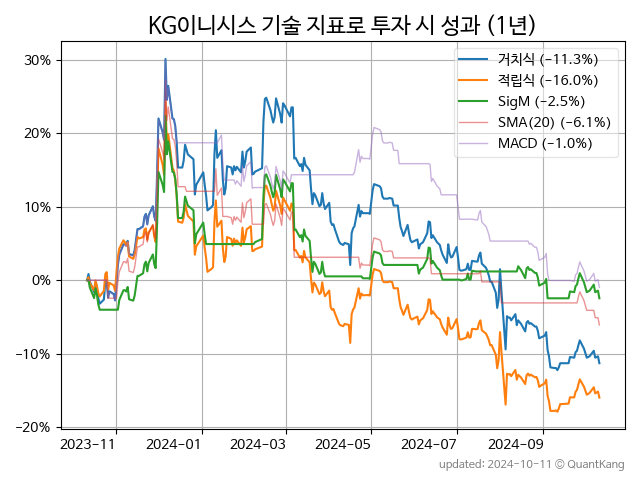 KG이니시스 기술 지표로 투자 시 성과 (1년)
거치식 (-11.3%)
적립식 (-16.0%)
SigM (-2.5%)
SMA(20) (-6.1%)
MACD (-1.0%)
30%
20%
10%
0%
-10%
-20%
2023-11 2024-01 2024-03 2024-05 2024-07 2024-09
updated: 2024-10-11 © QuantKang